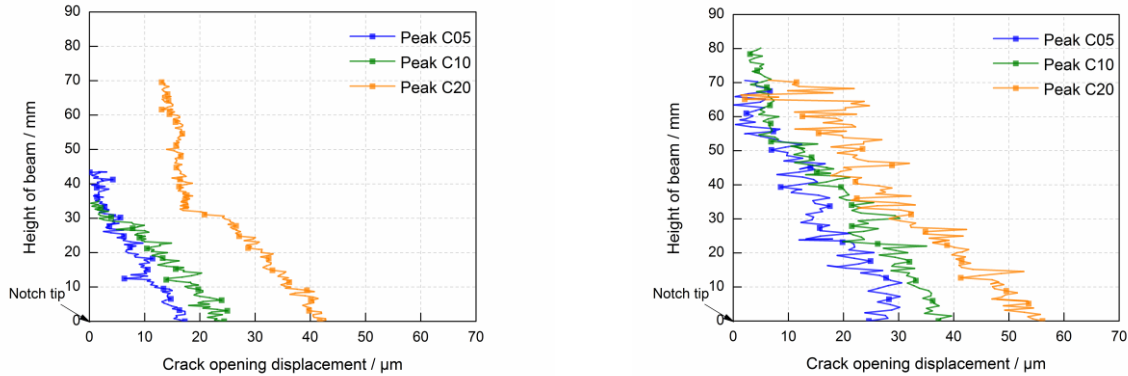 90
80
70
60
50
40
30
20
10
0
Height of beam / mm
Peak C05
Peak C10
Peak C20
Notch tip
0 10 20 30 40 50 60 70
Crack opening displacement / μm
90
80
70
60
50
40
30
20
10
0
Height of beam / mm
Peak C05
Peak C10
Peak C20
Notch tip
0 10 20 30 40 50 60 70
Crack opening displacement / μm